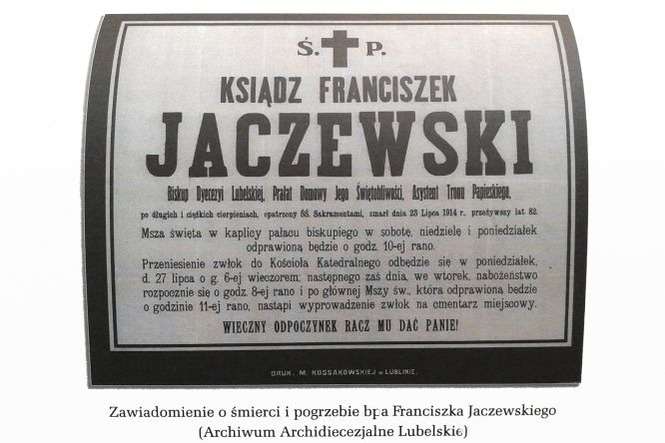 Ś. P.
KSIĄDZ FRANCISZEK
JACZEWSKI
Biskup Dyecezyi Lubelskiej, Prałat Domowy Jego Świętobliwości, Asystent Tronu Papieskiego,
po długich i ciężkich cierpieniach, opatrzony ŚŚ. Sakramentami, zmarł dnia 23 Lipca 1914 r., przeżywszy lat 82.
Msza święta w kaplicy pałacu biskupiego w sobotę, niedzielę i poniedziałek
odprawioną będzie o godz. 10-ej rano.
Przeniesienie zwłok do Kościoła Katedralnego odbędzie się w poniedziałek,
d. 27 lipca o g. 6-ej wieczorem; następnego zaś dnia, we wtorek, nabożeństwo
rozpocznie się o godz. 8-ej rano i po głównej Mszy św., która odprawioną będzie
o godzinie 11-ej rano, nastąpi wyprowadzenie zwłok na cmentarz miejscowy.
WIECZNY ODPOCZYNEK RACZ MU DAĆ PANIE!
DRUK. M. KOSSAKOWSKIEJ w LUBLINIE.
Zawiadomienie o śmierci i pogrzebie bpa Franciszka Jaczewskiego
(Archiwum Archidiecezjalne Lubelskie)